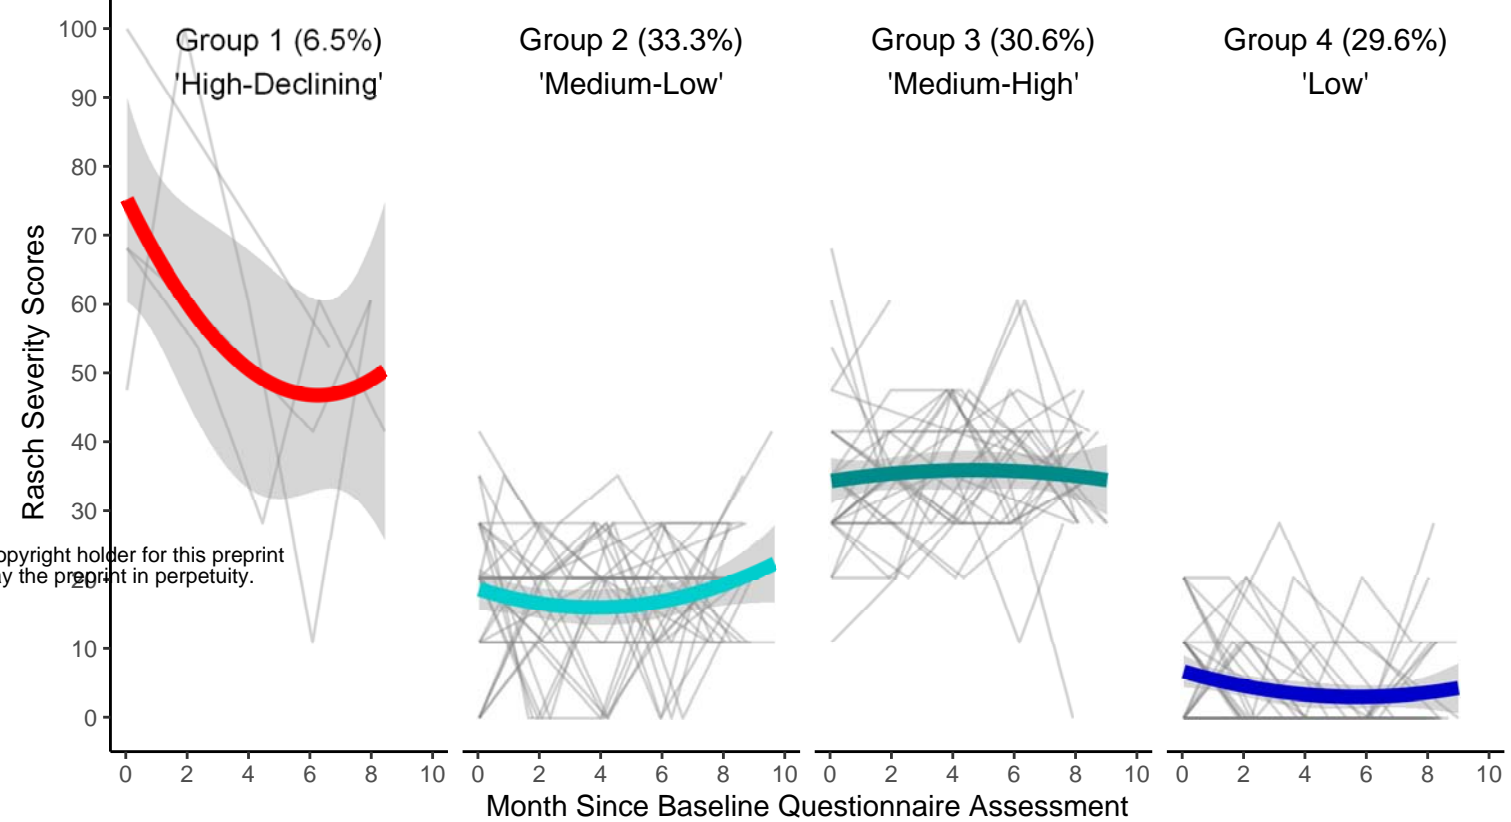 Group 1 (6.5%)
'High-Declining'
Group 2 (33.3%)
'Medium-Low'
Group 3 (30.6%)
'Medium-High'
Group 4 (29.6%)
'Low'
Rasch Severity Scores
100
90
80
70
60
50
40
30
20
10
0
opyright holder for this preprint
y the preprint in perpetuity.
0 2 4 6 8 10
0 2 4 6 8 10
0 2 4 6 8 10
0 2 4 6 8 10
Month Since Baseline Questionnaire Assessment